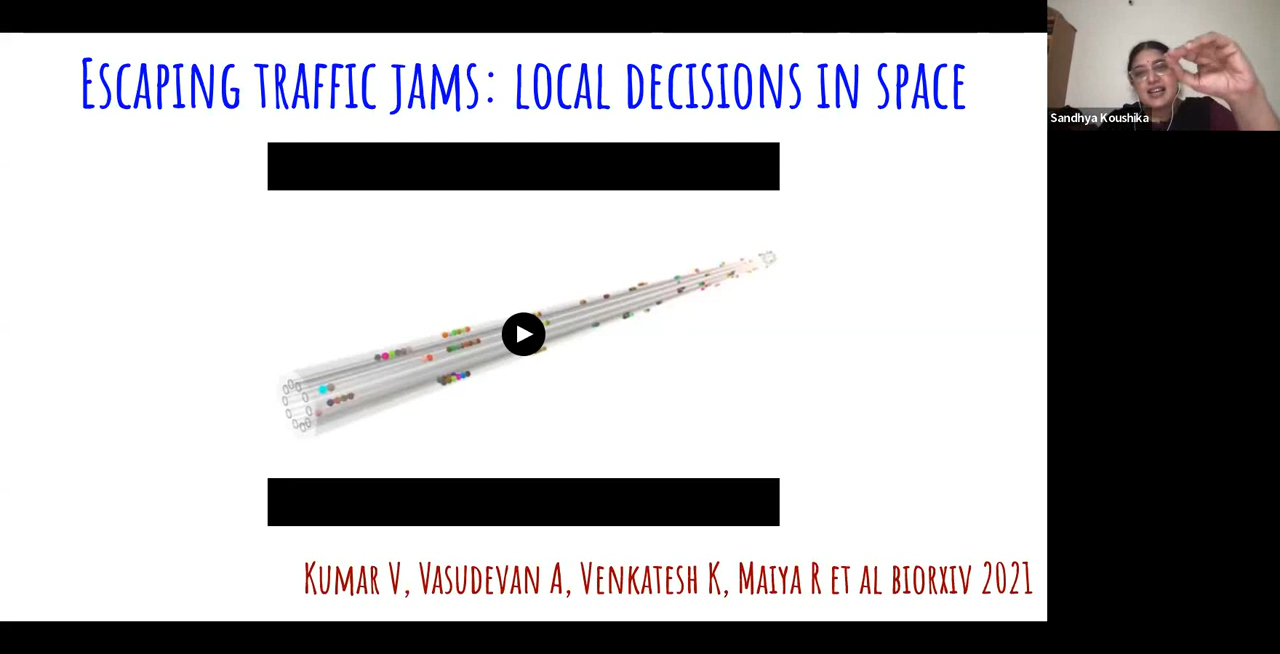 Escaping traffic jams: local decisions in space
Sandhya Koushika
Kumar V, Vasudevan A, Venkatesh K, Maiya R et al biorxiv 2021